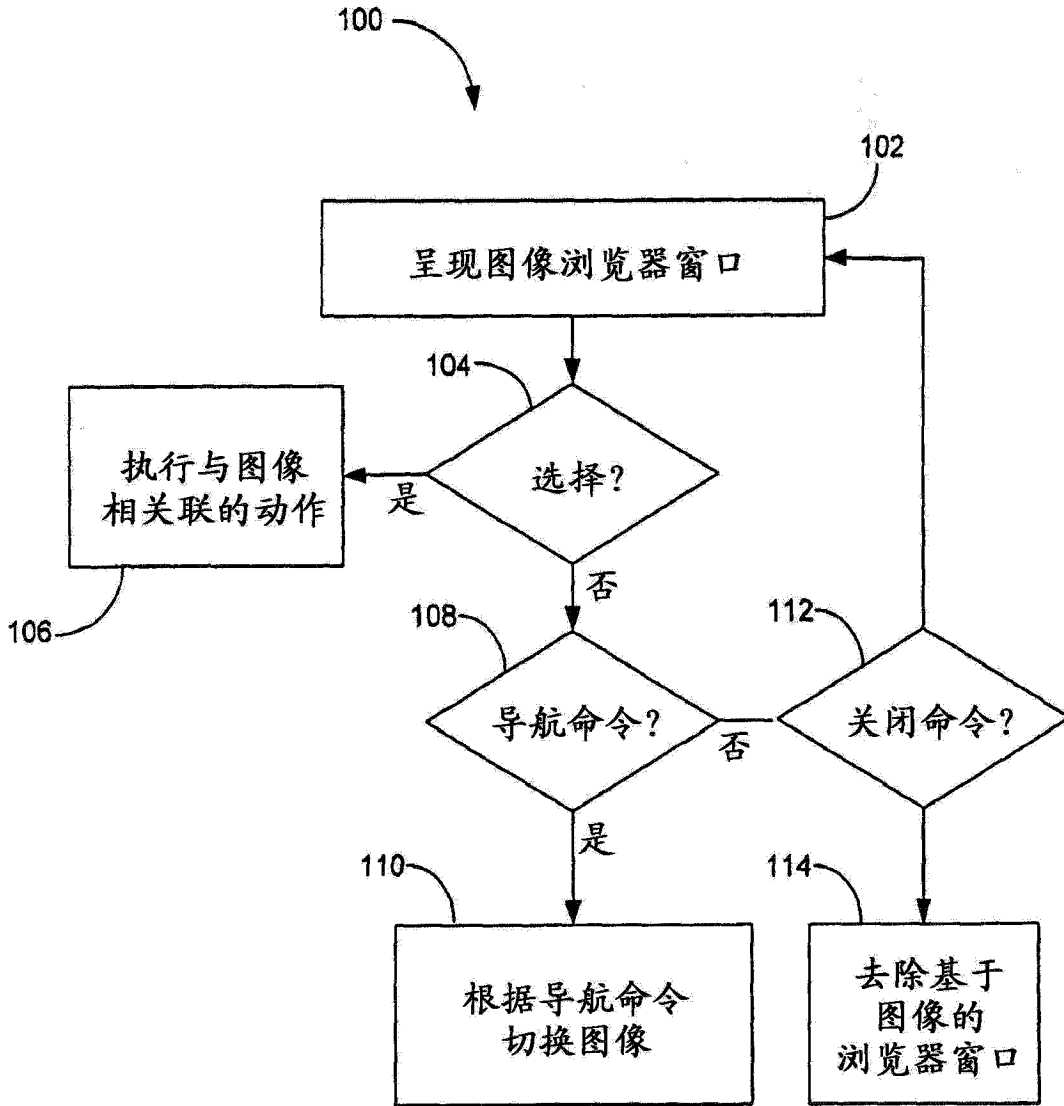 100
102
呈现图像浏览器窗口
104
选择?
是
执行与图像
相关联的动作
106
否
108
导航命令?
否
112
关闭命令?
是
110
根据导航命令
切换图像
114
去除基于
图像的
浏览器窗口